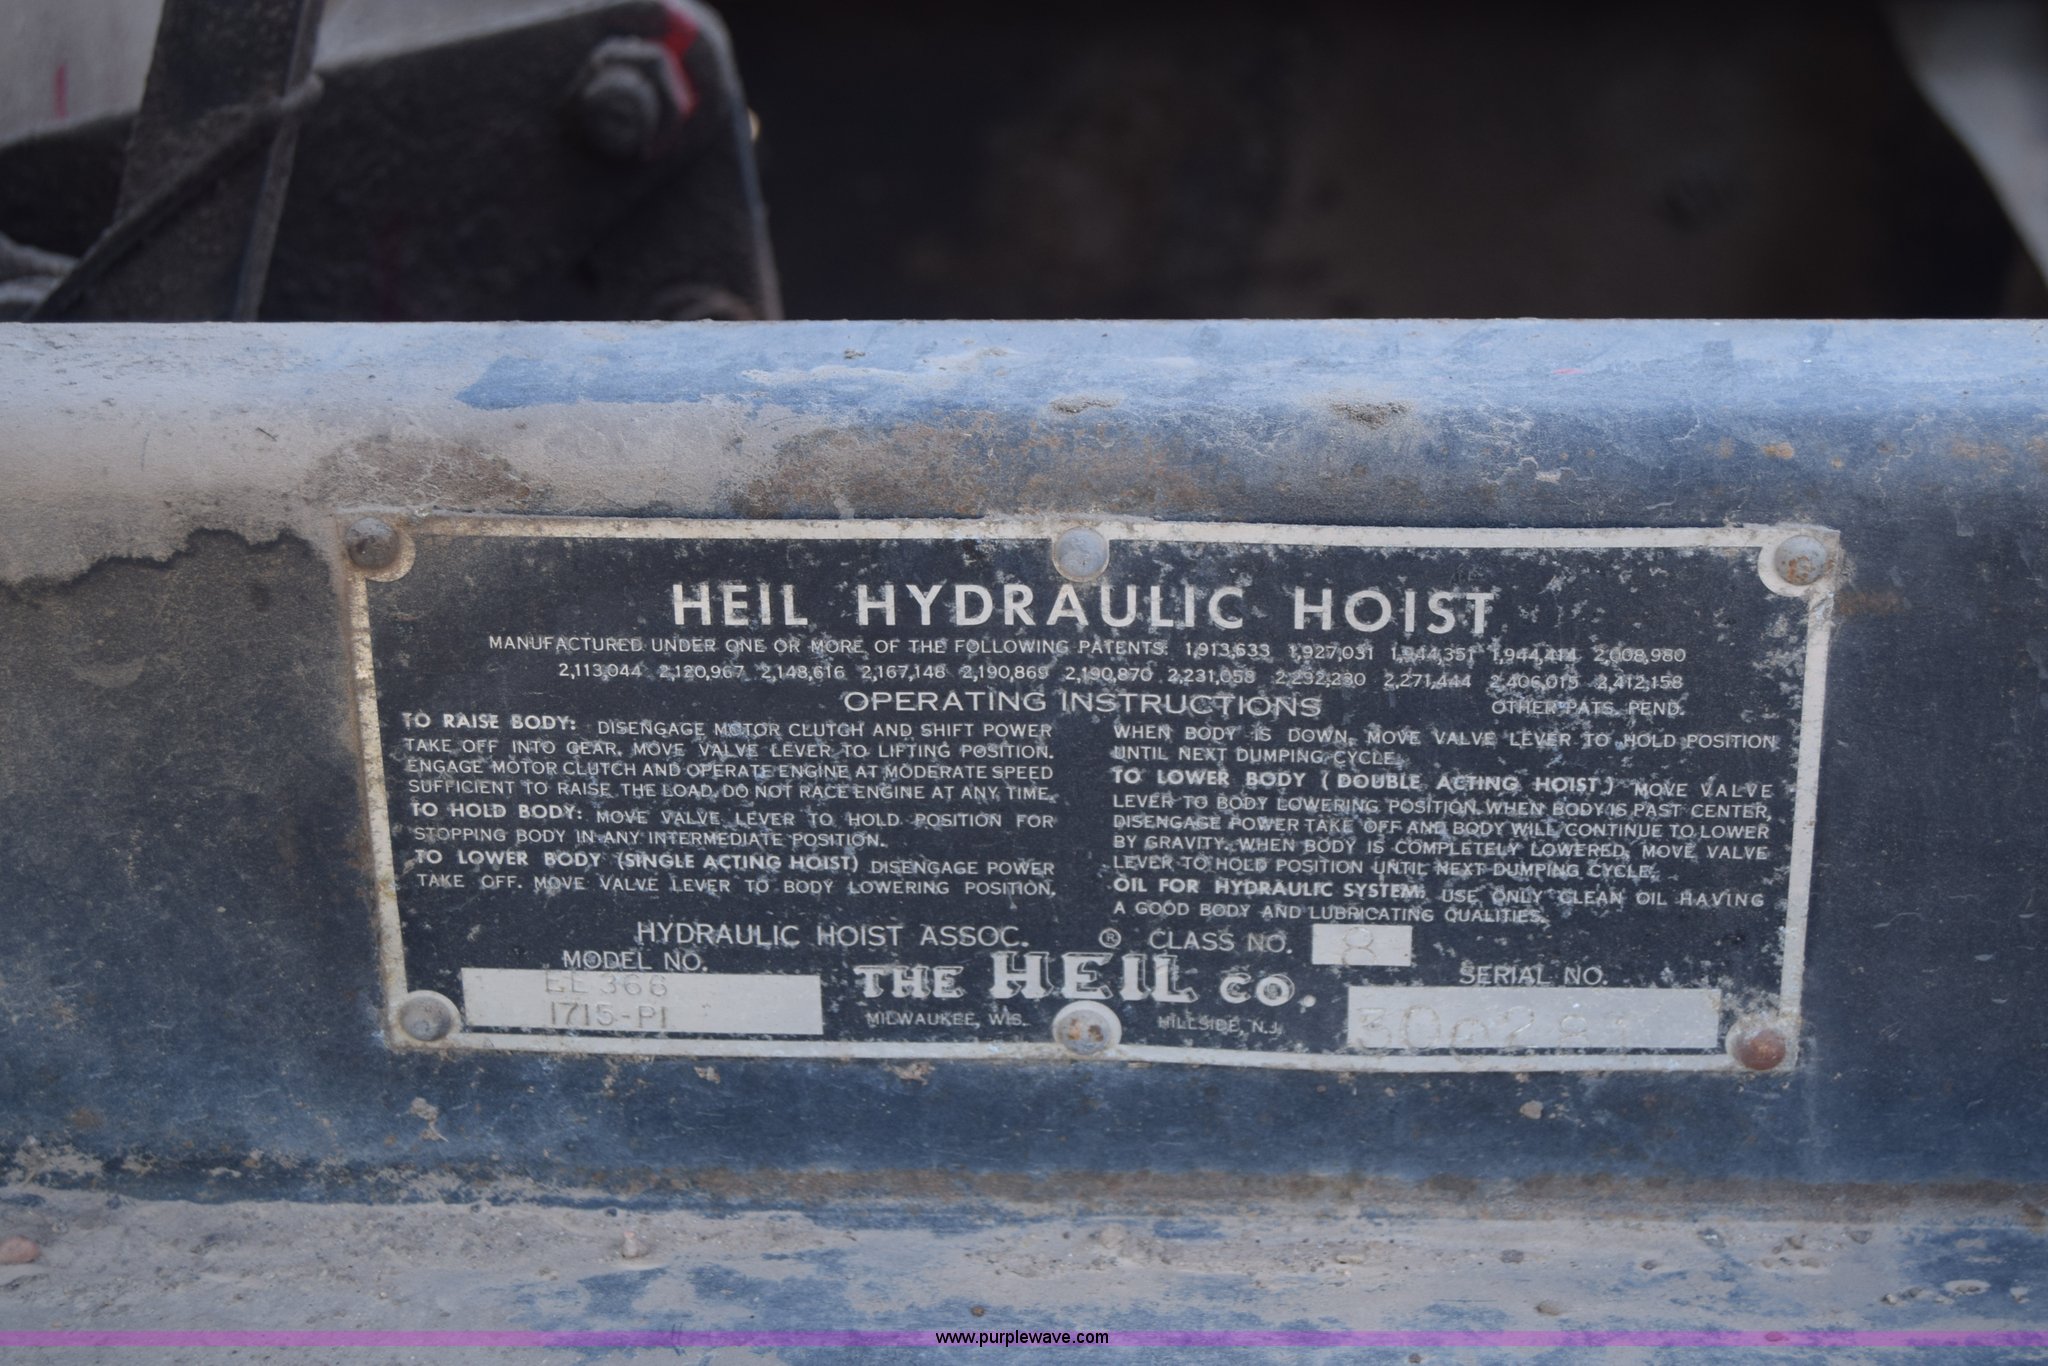 HEIL HYDRAULIC HOIST
MANUFACTURED UNDER ONE OR MORE OF THE FOLLOWING PATENTS: 1,913,633 1,927,031 1,944,351 1,944,414 2,008,980
2,113,044 2,120,967 2,148,616 2,167,148 2,190,869 2,190,870 2,231,058 2,232,230 2,271,444 2,406,015 2,412,158
OPERATING INSTRUCTIONS
OTHER PATS. PEND.
TO RAISE BODY: DISENGAGE MOTOR CLUTCH AND SHIFT POWER
TAKE OFF INTO GEAR. MOVE VALVE LEVER TO LIFTING POSITION.
ENGAGE MOTOR CLUTCH AND OPERATE ENGINE AT MODERATE SPEED
SUFFICIENT TO RAISE THE LOAD. DO NOT RACE ENGINE AT ANY TIME.
TO HOLD BODY: MOVE VALVE LEVER TO HOLD POSITION FOR
STOPPING BODY IN ANY INTERMEDIATE POSITION.
TO LOWER BODY (SINGLE ACTING HOIST) DISENGAGE POWER
TAKE OFF. MOVE VALVE LEVER TO BODY LOWERING POSITION.
WHEN BODY IS DOWN, MOVE VALVE LEVER TO HOLD POSITION
UNTIL NEXT DUMPING CYCLE.
TO LOWER BODY (DOUBLE ACTING HOIST) MOVE VALVE
LEVER TO BODY LOWERING POSITION. WHEN BODY IS PAST CENTER,
DISENGAGE POWER TAKE OFF AND BODY WILL CONTINUE TO LOWER
BY GRAVITY. WHEN BODY IS COMPLETELY LOWERED, MOVE VALVE
LEVER TO HOLD POSITION UNTIL NEXT DUMPING CYCLE.
OIL FOR HYDRAULIC SYSTEM: USE ONLY CLEAN OIL HAVING
A GOOD BODY AND LUBRICATING QUALITIES.
HYDRAULIC HOIST ASSOC. ® CLASS NO. 8
MODEL NO.
366
1715-P1
THE HEIL CO.
MILWAUKEE, WIS. HILLSIDE, N.J.
SERIAL NO.
www.purplewave.com